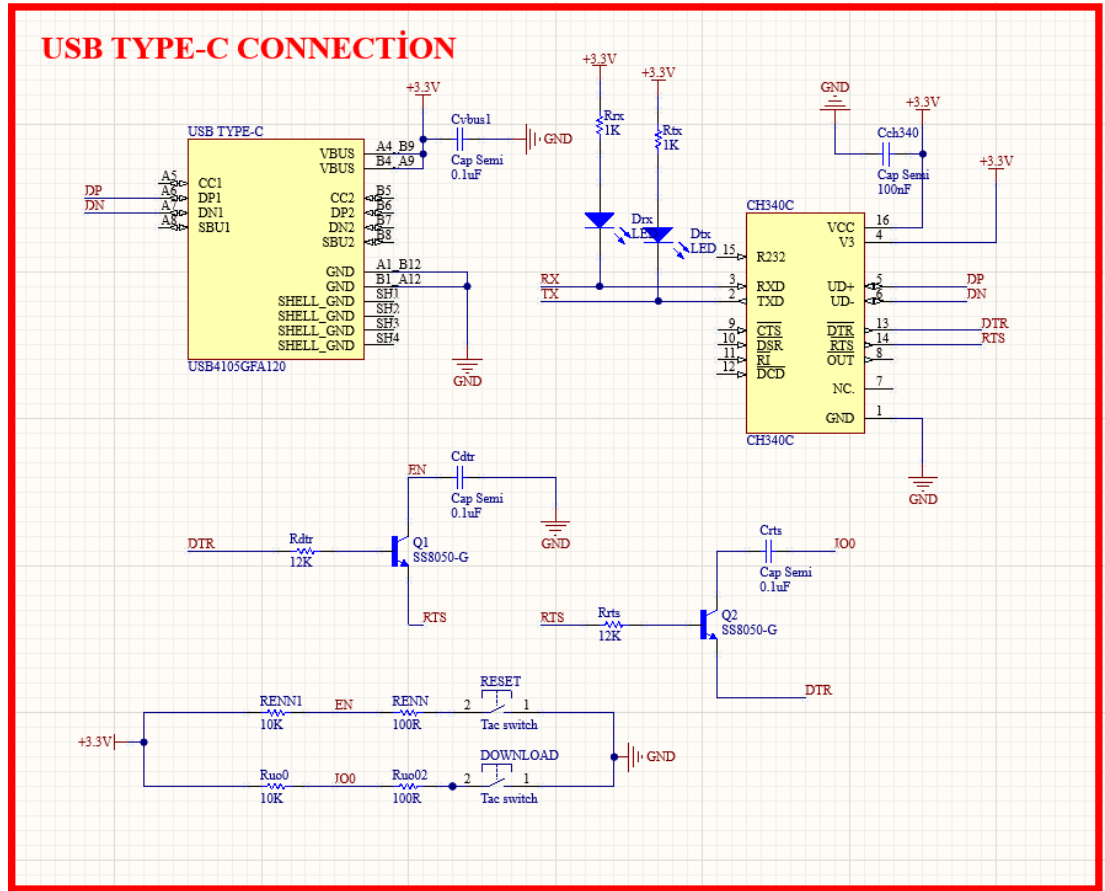 USB TYPE-C CONNECTİON
+3.3V
+3.3V
+3.3V
GND
+3.3V
+3.3V
USB TYPE-C
VBUS
VBUS
CC1
DP1
DN1
SBU1
CC2
DP2
DN2
SBU2
GND
GND
SHELL_GND
SHELL_GND
SHELL_GND
SHELL_GND
A5
A6
A7
A8
DP
DN
A4_B9
B4_A9
B5
B6
B7
B8
A1_B12
B1_A12
SH1
SH2
SH3
SH4
USB4105GFA120
GND
Cvbus1
Cap Semi
0.1uF
GND
Rrx
1K
Rtx
1K
Drx
LED
Dtx
LED
RX
TX
Cch340
Cap Semi
100nF
CH340C
15
R232
3
RXD
2
TXD
9
CTS
10
DSR
11
RI
12
DCD
VCC
16
V3
4
UD+
5
DP
UD-
6
DN
DTR
13
DTR
RTS
14
RTS
OUT
8
NC.
7
GND
1
CH340C
GND
EN
Cdtr
Cap Semi
0.1uF
GND
DTR
Rdtr
12K
Q1
SS8050-G
RTS
Crts
Cap Semi
0.1uF
IO0
RTS
Rrts
12K
Q2
SS8050-G
DTR
+3.3V
RENN1
10K
EN
RENN
100R
RESET
2
1
Tac switch
Ruo0
10K
IO0
Ruo02
100R
DOWNLOAD
2
1
Tac switch
GND